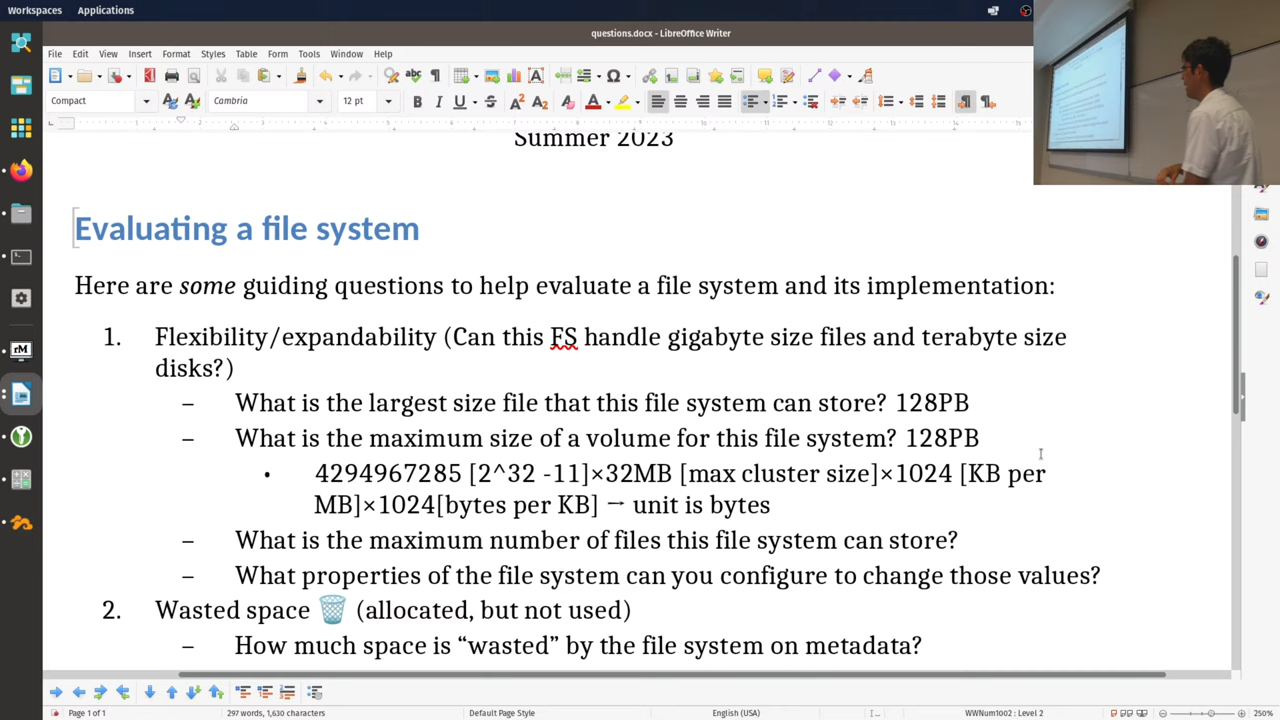 Workspaces Applications
questions.docx — LibreOffice Writer
File Edit View Insert Format Styles Table Form Tools Window Help
Compact Cambria 12 pt
Summer 2023
Evaluating a file system
Here are some guiding questions to help evaluate a file system and its implementation:
1. Flexibility/expandability (Can this FS handle gigabyte size files and terabyte size
disks?)
– What is the largest size file that this file system can store? 128PB
– What is the maximum size of a volume for this file system? 128PB
• 4294967285 [2^32 -11]×32MB [max cluster size]×1024 [KB per
MB]×1024[bytes per KB] → unit is bytes
– What is the maximum number of files this file system can store?
– What properties of the file system can you configure to change those values?
2. Wasted space 🗑️ (allocated, but not used)
– How much space is “wasted” by the file system on metadata?
Page 1 of 1 297 words, 1,630 characters Default Page Style English (USA) WWNum1002 : Level 2 250%